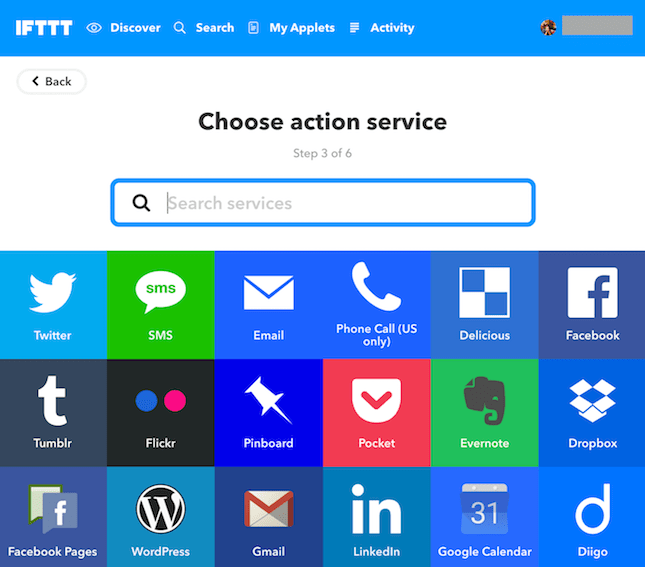 IFTTT Discover Search My Applets Activity
Back
Choose action service
Step 3 of 6
Search services
sms
Twitter SMS Email Phone Call (US
only) Delicious Facebook
Tumblr Flickr Pinboard Pocket Evernote Dropbox
31
in
Facebook Pages WordPress Gmail LinkedIn Google Calendar Diigo